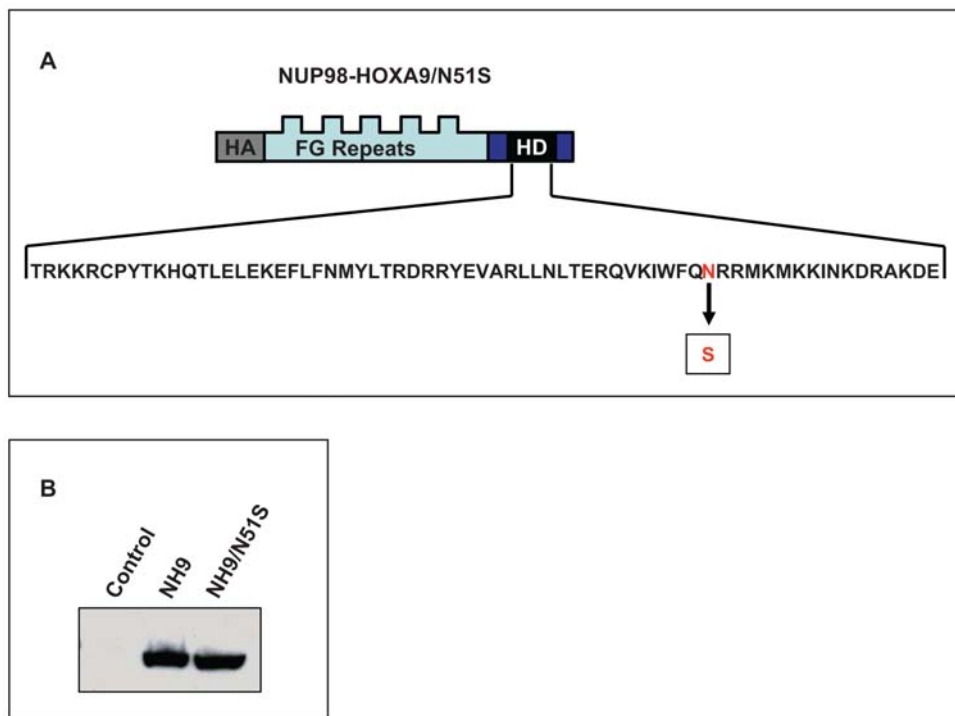 A
NUP98-HOXA9/N51S
HA FG Repeats HD
TRKKRCPYTKHQTLELEKEFLFNMYLTRDRRYEVARLLNLTERQVKIWFQNRRMKMKKINKDRAKDE
S
B
Control NH9 NH9/N51S